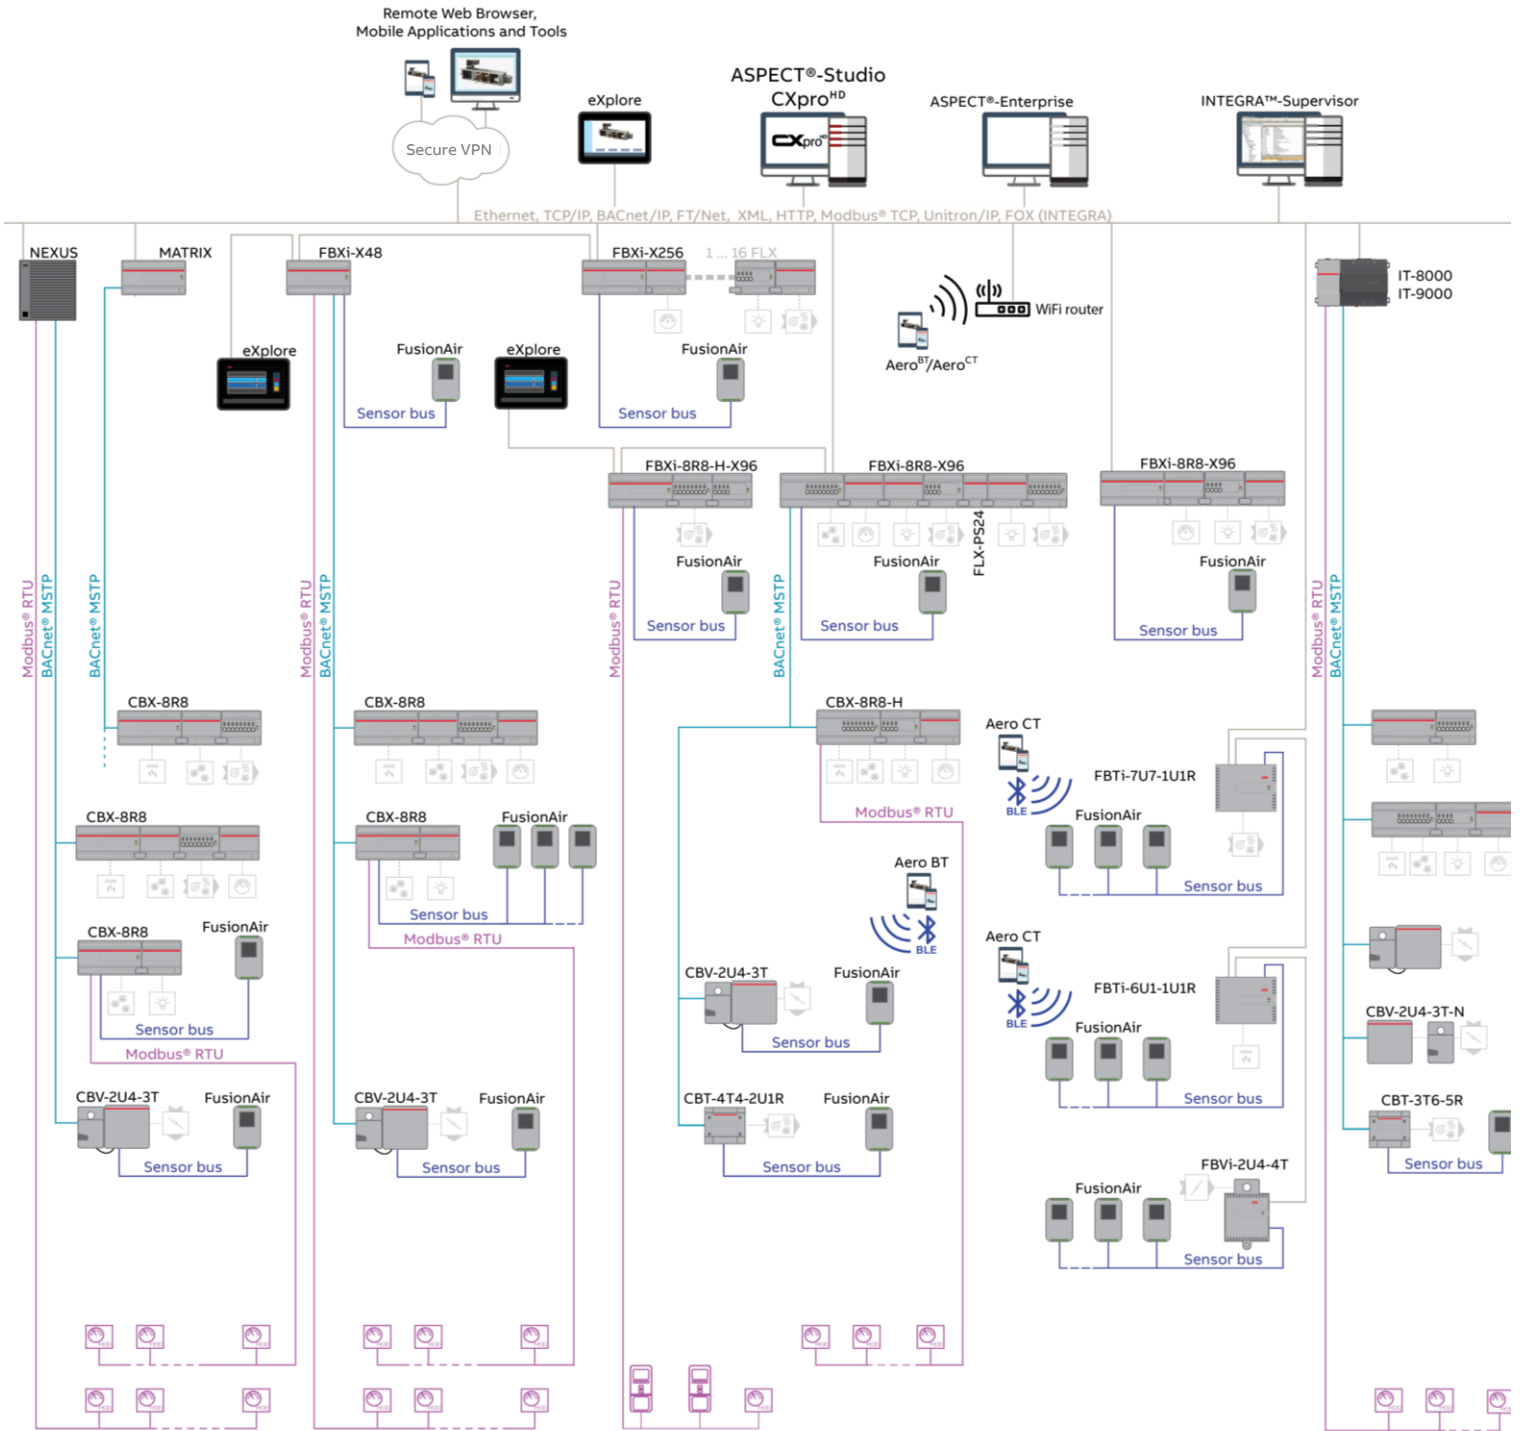 Remote Web Browser,
Mobile Applications and Tools
Secure VPN
eXplore
ASPECT®-Studio
CXpro HD
CXpro HD
ASPECT®-Enterprise
INTEGRA™-Supervisor
Ethernet, TCP/IP, BACnet/IP, FT/Net, XML, HTTP, Modbus® TCP, Unitron/IP, FOX (INTEGRA)
NEXUS
MATRIX
FBXi-X48
FBXi-X256
1 ... 16 FLX
IT-8000
IT-9000
WiFi router
Aero BT/Aero CT
eXplore
FusionAir
eXplore
FusionAir
Sensor bus
Sensor bus
FBXi-8R8-H-X96
FBXi-8R8-X96
FBXi-8R8-X96
FLX-PS24
FusionAir
FusionAir
FusionAir
Sensor bus
Sensor bus
Sensor bus
Modbus® RTU
BACnet® MSTP
BACnet® MSTP
Modbus® RTU
BACnet® MSTP
Modbus® RTU
BACnet® MSTP
Modbus® RTU
BACnet® MSTP
CBX-8R8
CBX-8R8
CBX-8R8-H
Aero CT
BLE
FBTi-7U7-1U1R
FusionAir
Sensor bus
Modbus® RTU
CBX-8R8
CBX-8R8
FusionAir
Sensor bus
Modbus® RTU
Aero BT
BLE
CBX-8R8
FusionAir
Sensor bus
Modbus® RTU
CBV-2U4-3T
FusionAir
Sensor bus
Aero CT
BLE
FBTi-6U1-1U1R
FusionAir
Sensor bus
CBV-2U4-3T-N
CBV-2U4-3T
FusionAir
Sensor bus
CBV-2U4-3T
FusionAir
Sensor bus
CBT-4T4-2U1R
FusionAir
Sensor bus
CBT-3T6-5R
Sensor bus
FBVi-2U4-4T
FusionAir
Sensor bus